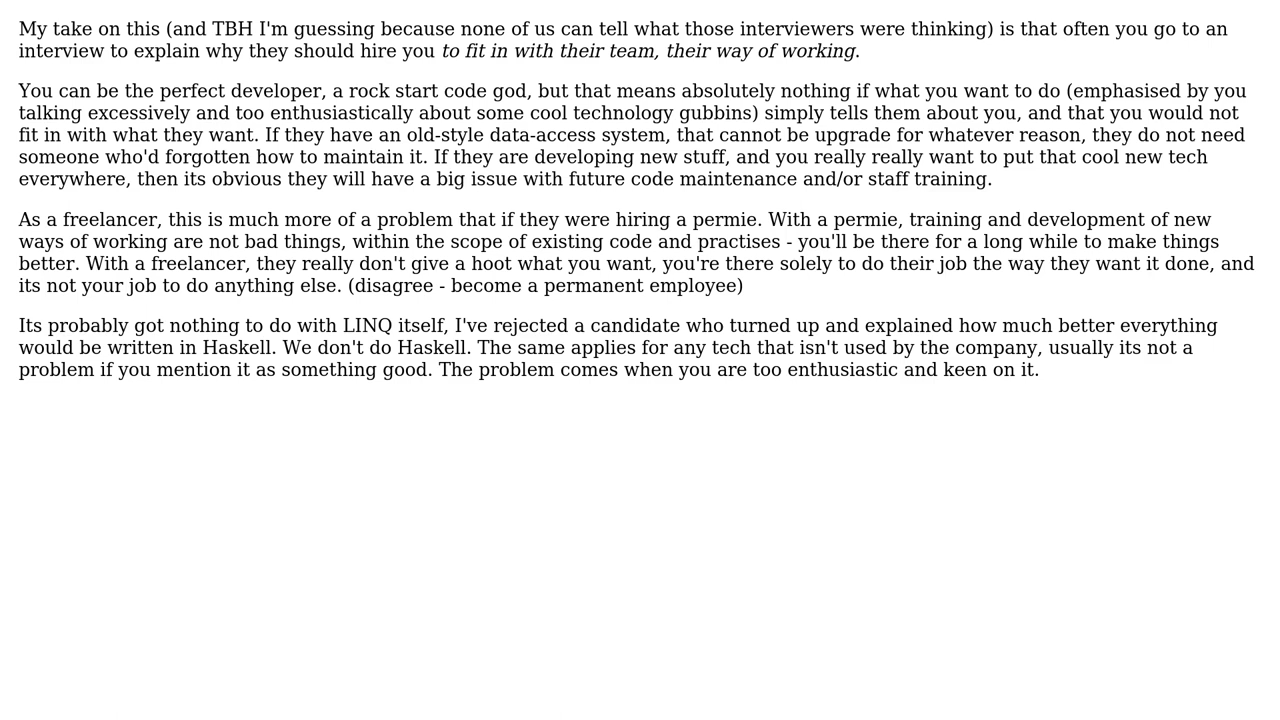 My take on this (and TBH I'm guessing because none of us can tell what those interviewers were thinking) is that often you go to an
interview to explain why they should hire you to fit in with their team, their way of working.
You can be the perfect developer, a rock start code god, but that means absolutely nothing if what you want to do (emphasised by you
talking excessively and too enthusiastically about some cool technology gubbins) simply tells them about you, and that you would not
fit in with what they want. If they have an old-style data-access system, that cannot be upgrade for whatever reason, they do not need
someone who'd forgotten how to maintain it. If they are developing new stuff, and you really really want to put that cool new tech
everywhere, then its obvious they will have a big issue with future code maintenance and/or staff training.
As a freelancer, this is much more of a problem that if they were hiring a permie. With a permie, training and development of new
ways of working are not bad things, within the scope of existing code and practises - you'll be there for a long while to make things
better. With a freelancer, they really don't give a hoot what you want, you're there solely to do their job the way they want it done, and
its not your job to do anything else. (disagree - become a permanent employee)
Its probably got nothing to do with LINQ itself, I've rejected a candidate who turned up and explained how much better everything
would be written in Haskell. We don't do Haskell. The same applies for any tech that isn't used by the company, usually its not a
problem if you mention it as something good. The problem comes when you are too enthusiastic and keen on it.